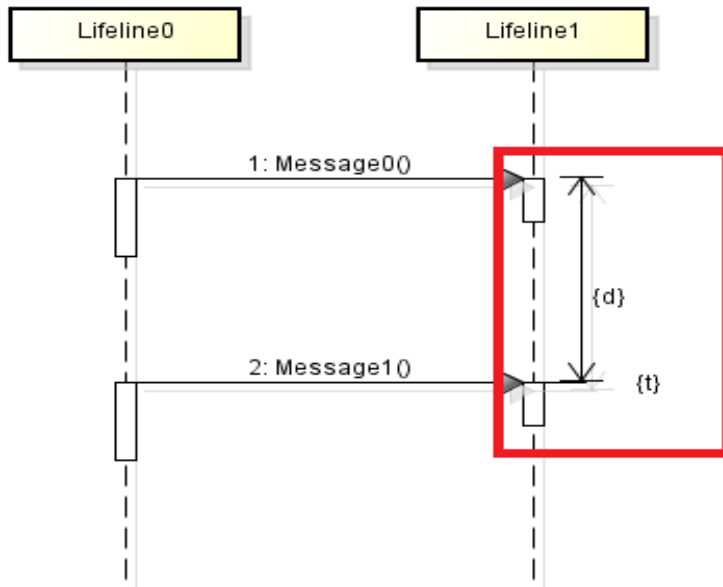 Lifeline0
Lifeline1
1: Message0()
{d}
2: Message1()
{t}